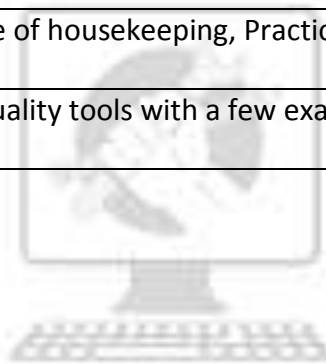 e of housekeeping, Practic
uality tools with a few exa